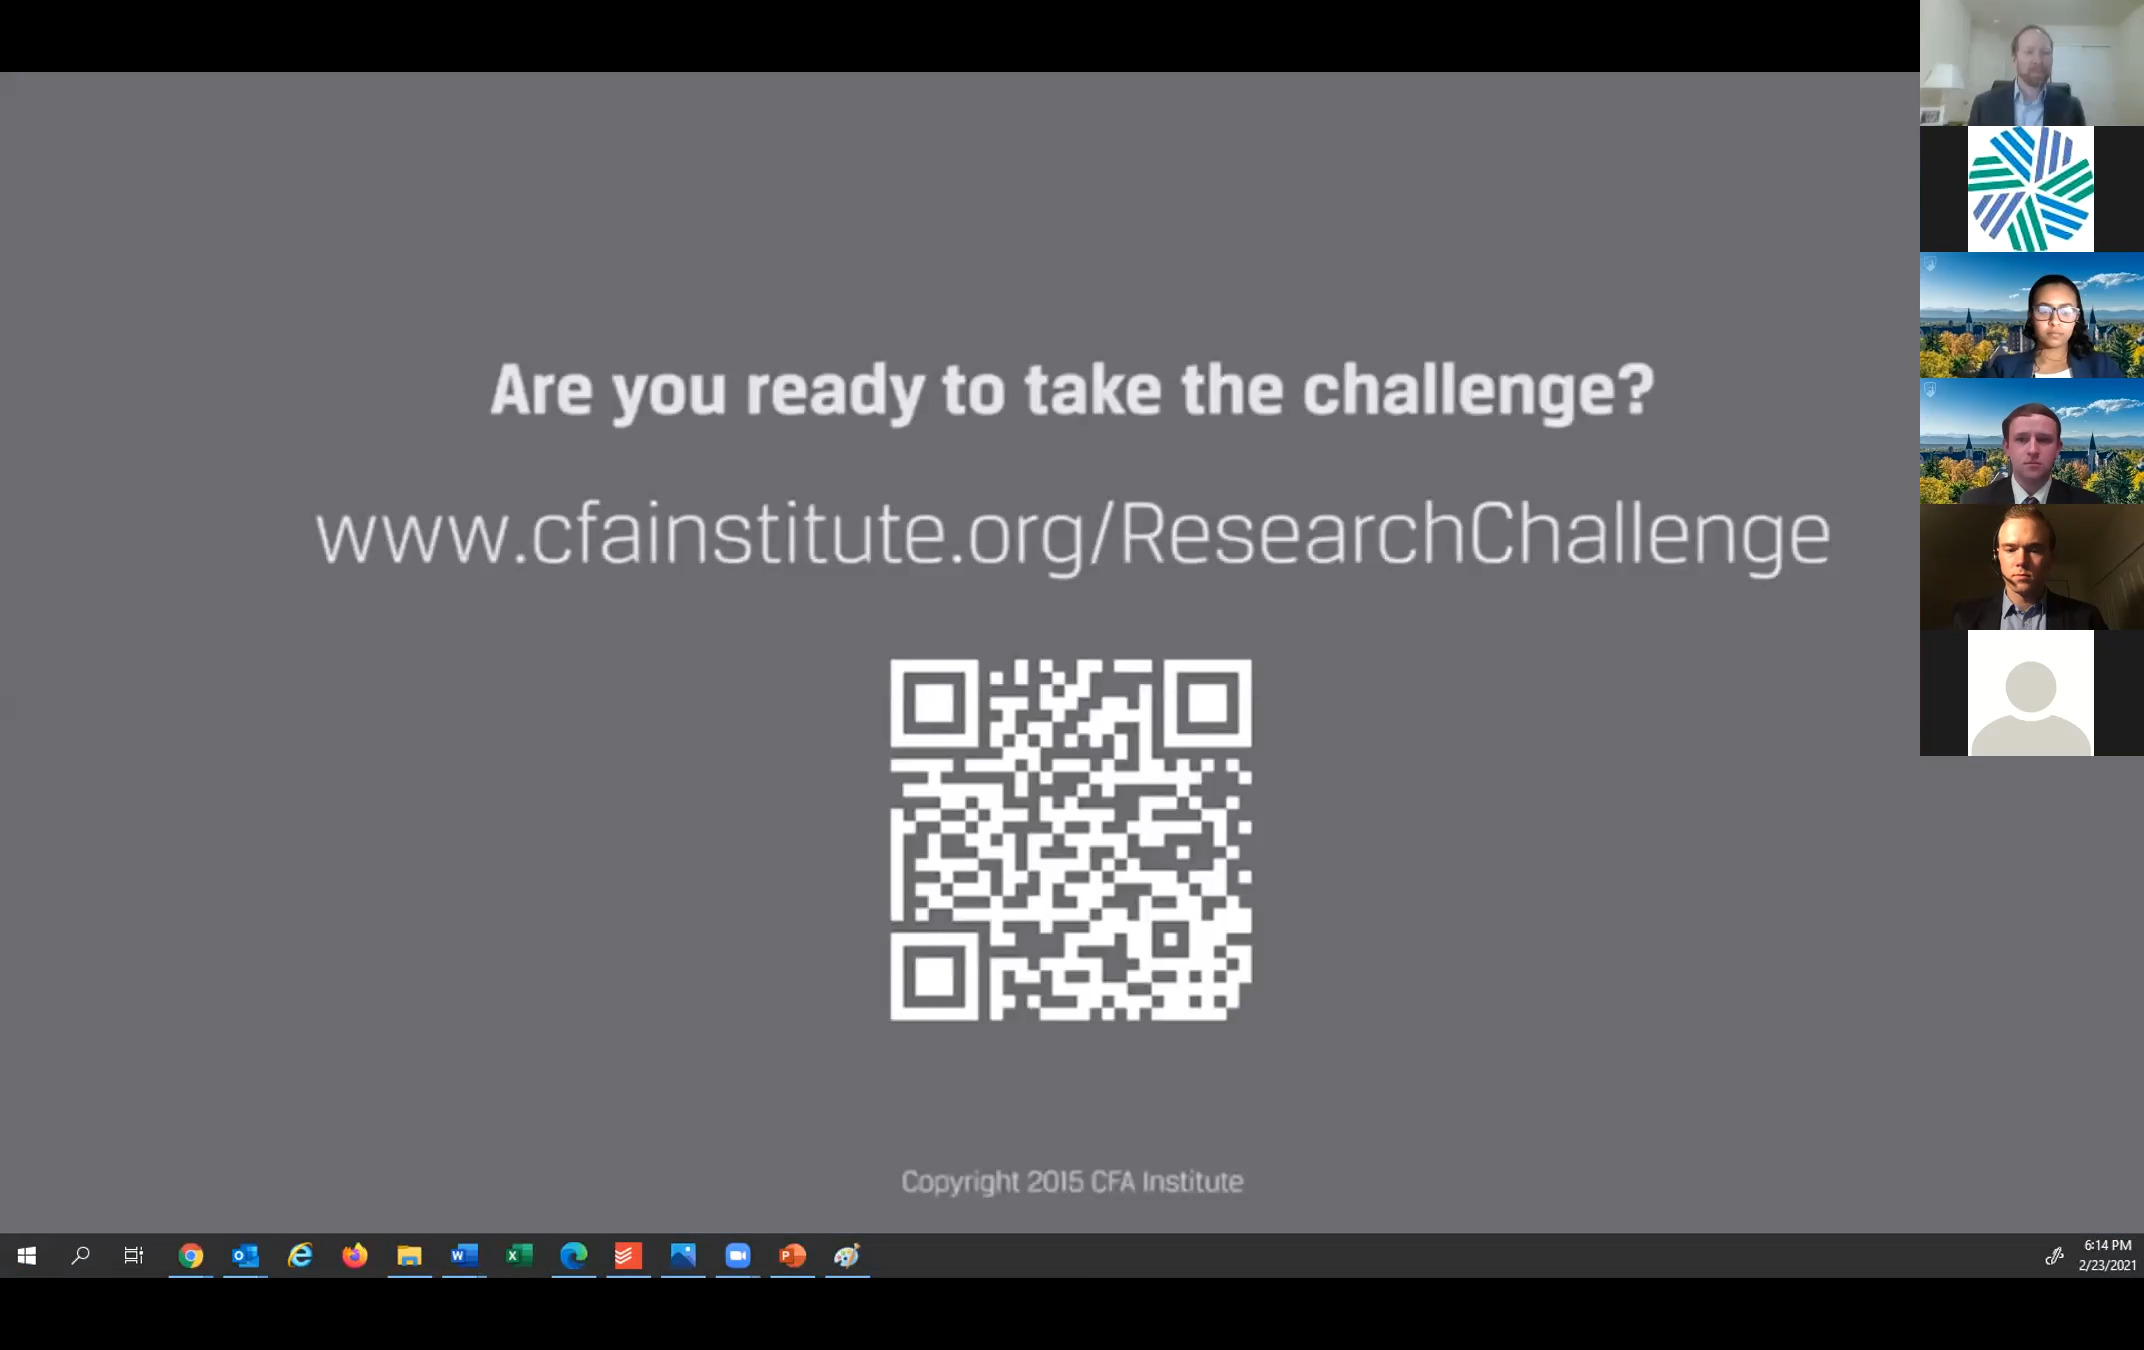 Are you ready to take the challenge?
www.cfainstitute.org/ResearchChallenge
Copyright 2015 CFA Institute
6:14 PM
2/23/2021